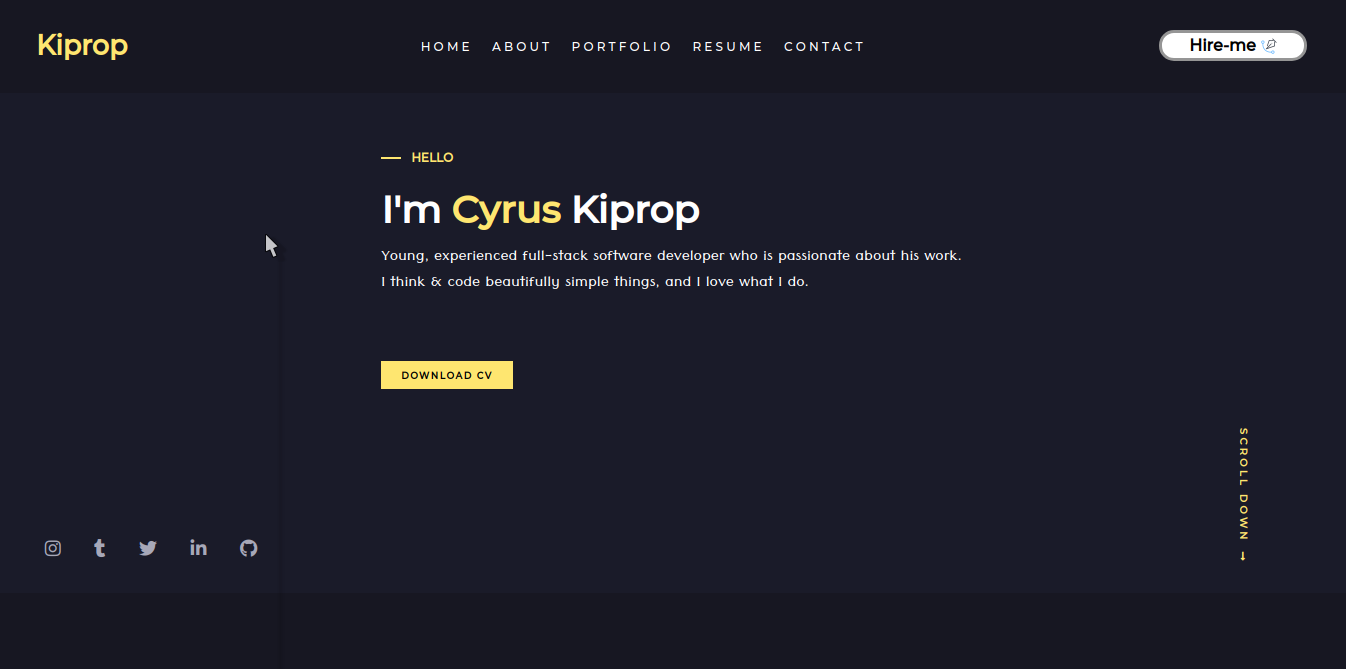 Kiprop
HOME ABOUT PORTFOLIO RESUME CONTACT
Hire-me
HELLO
I'm Cyrus Kiprop
Young, experienced full-stack software developer who is passionate about his work.
I think & code beautifully simple things, and I love what I do.
DOWNLOAD CV
SCROLL DOWN →